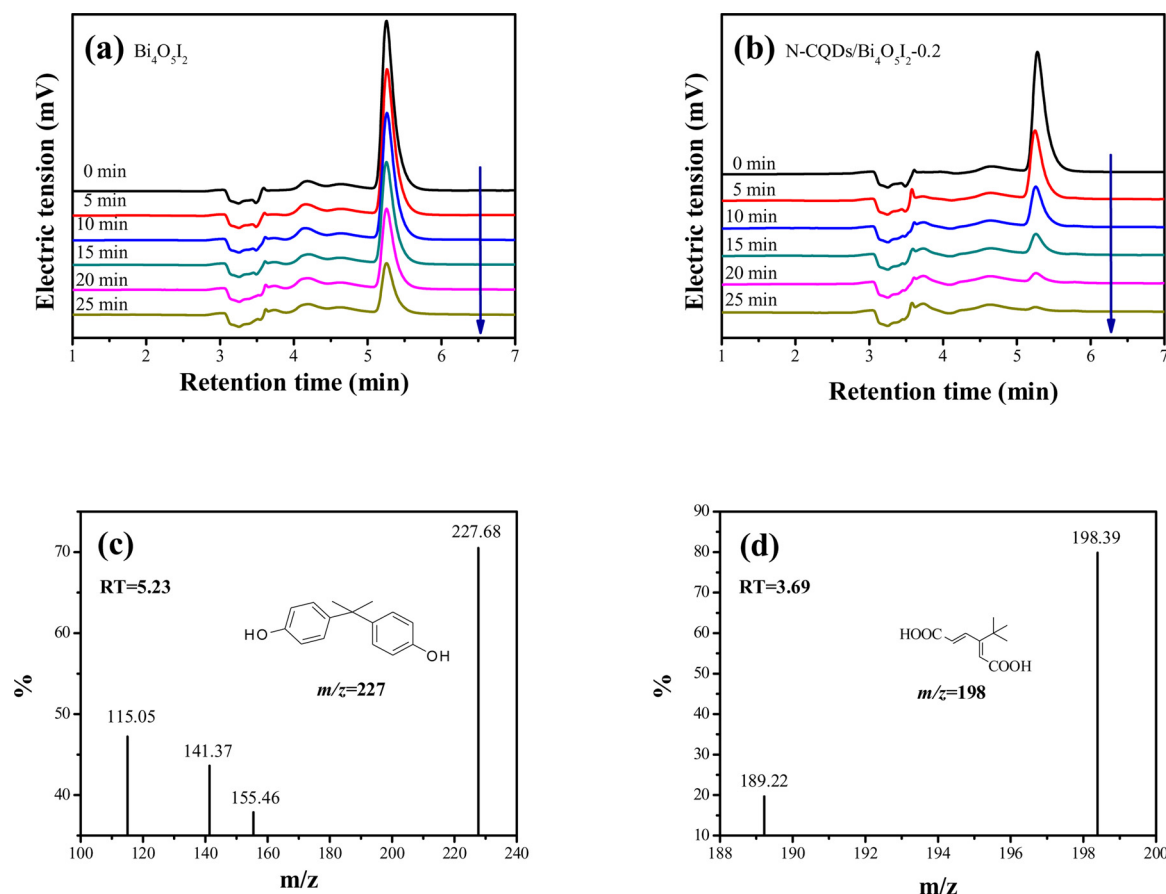 (a) Bi₄O₅I₂
0 min
5 min
10 min
15 min
20 min
25 min
Electric tension (mV)
1 2 3 4 5 6 7
Retention time (min)
(b) N-CQDs/Bi₄O₅I₂-0.2
0 min
5 min
10 min
15 min
20 min
25 min
Electric tension (mV)
1 2 3 4 5 6 7
Retention time (min)
(c)
227.68
RT=5.23
HO
OH
m/z=227
115.05
141.37
155.46
70
60
50
40
%
100 120 140 160 180 200 220 240
m/z
(d)
198.39
RT=3.69
HOOC
COOH
m/z=198
189.22
90
80
70
60
50
40
30
20
10
%
188 190 192 194 196 198 200
m/z